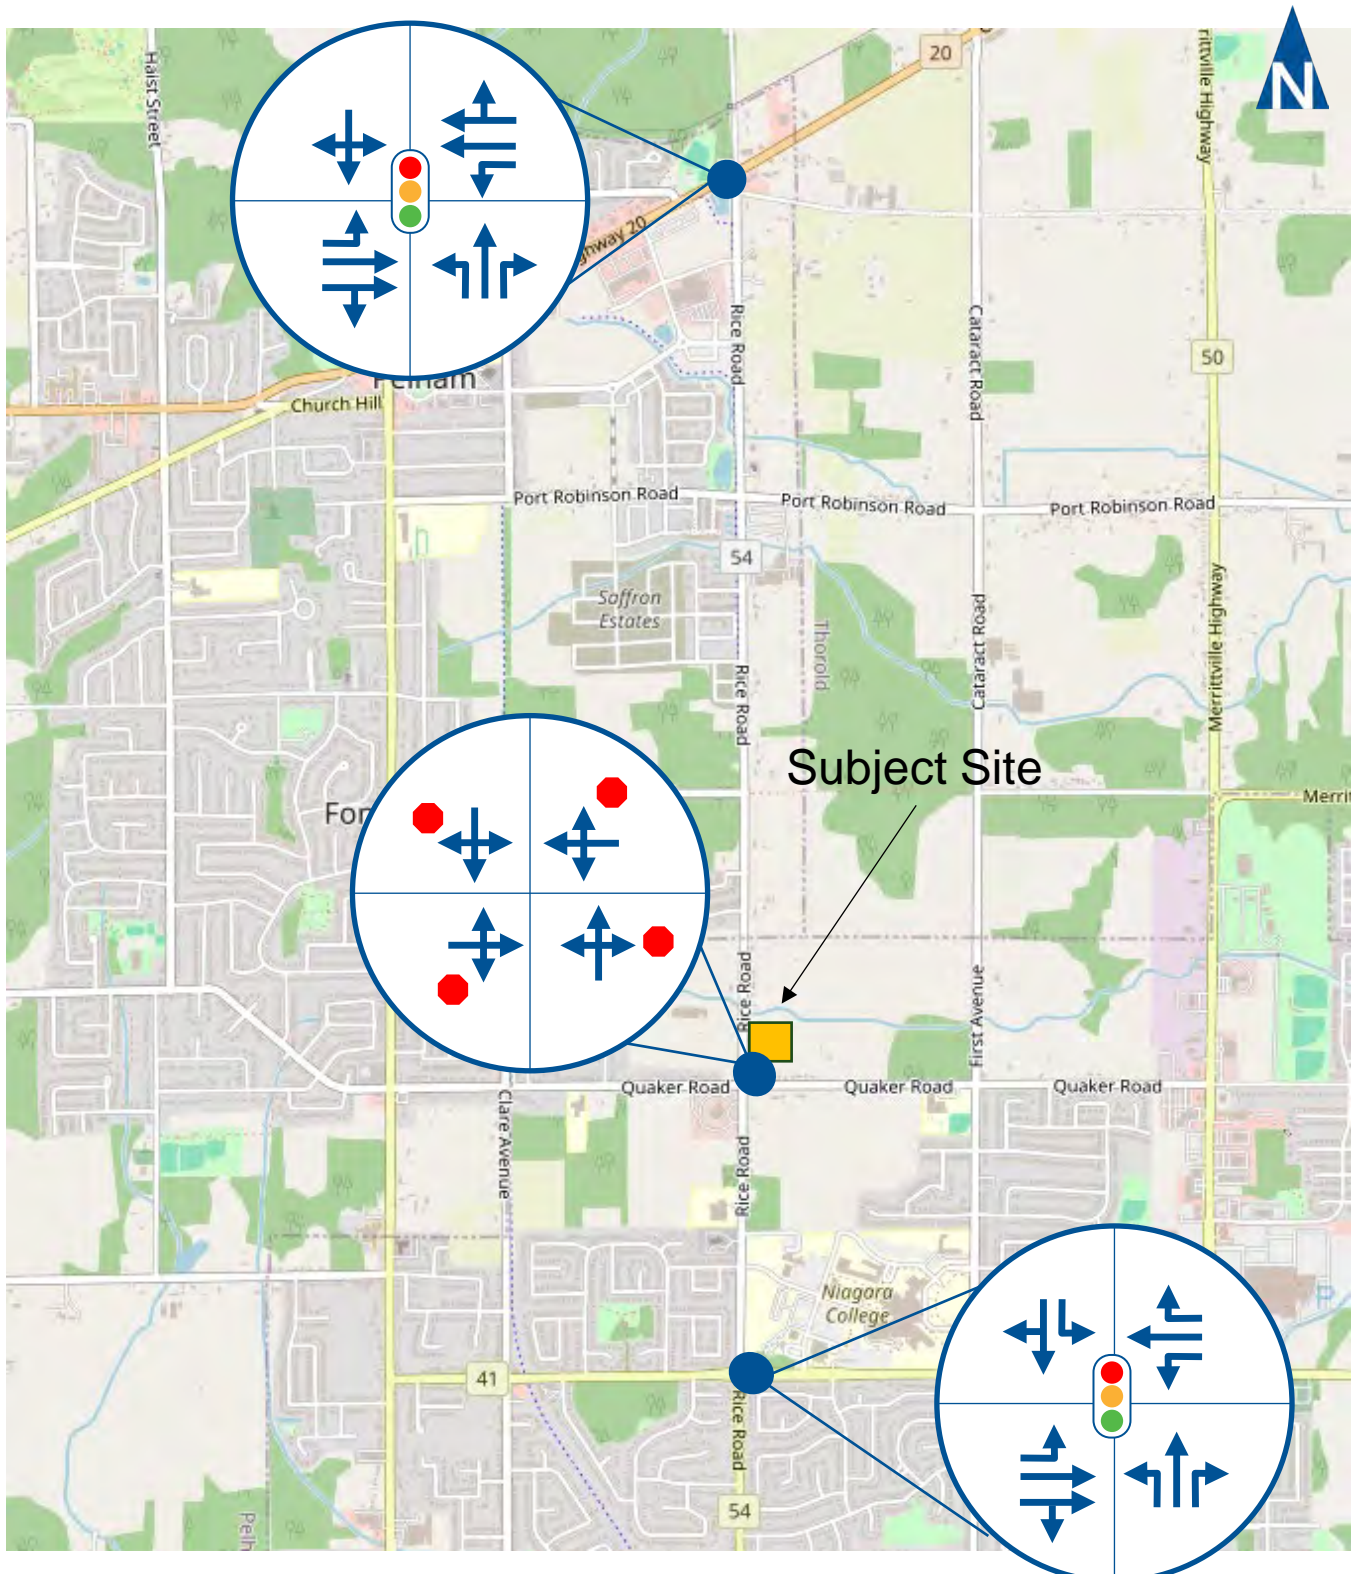 N
20
Haist Street
rittville Highway
ghway 20
Rice Road
Cataract Road
50
Pelham
Church Hill
Port Robinson Road
Port Robinson Road
Port Robinson Road
54
Saffron
Estates
Thorold
Cataract Road
Merrittville Highway
Rice Road
Subject Site
Merrit
Fon
Rice Road
First Avenue
Quaker Road
Quaker Road
Quaker Road
Clare Avenue
Rice Road
Niagara
College
41
Rice Road
54
Pelh